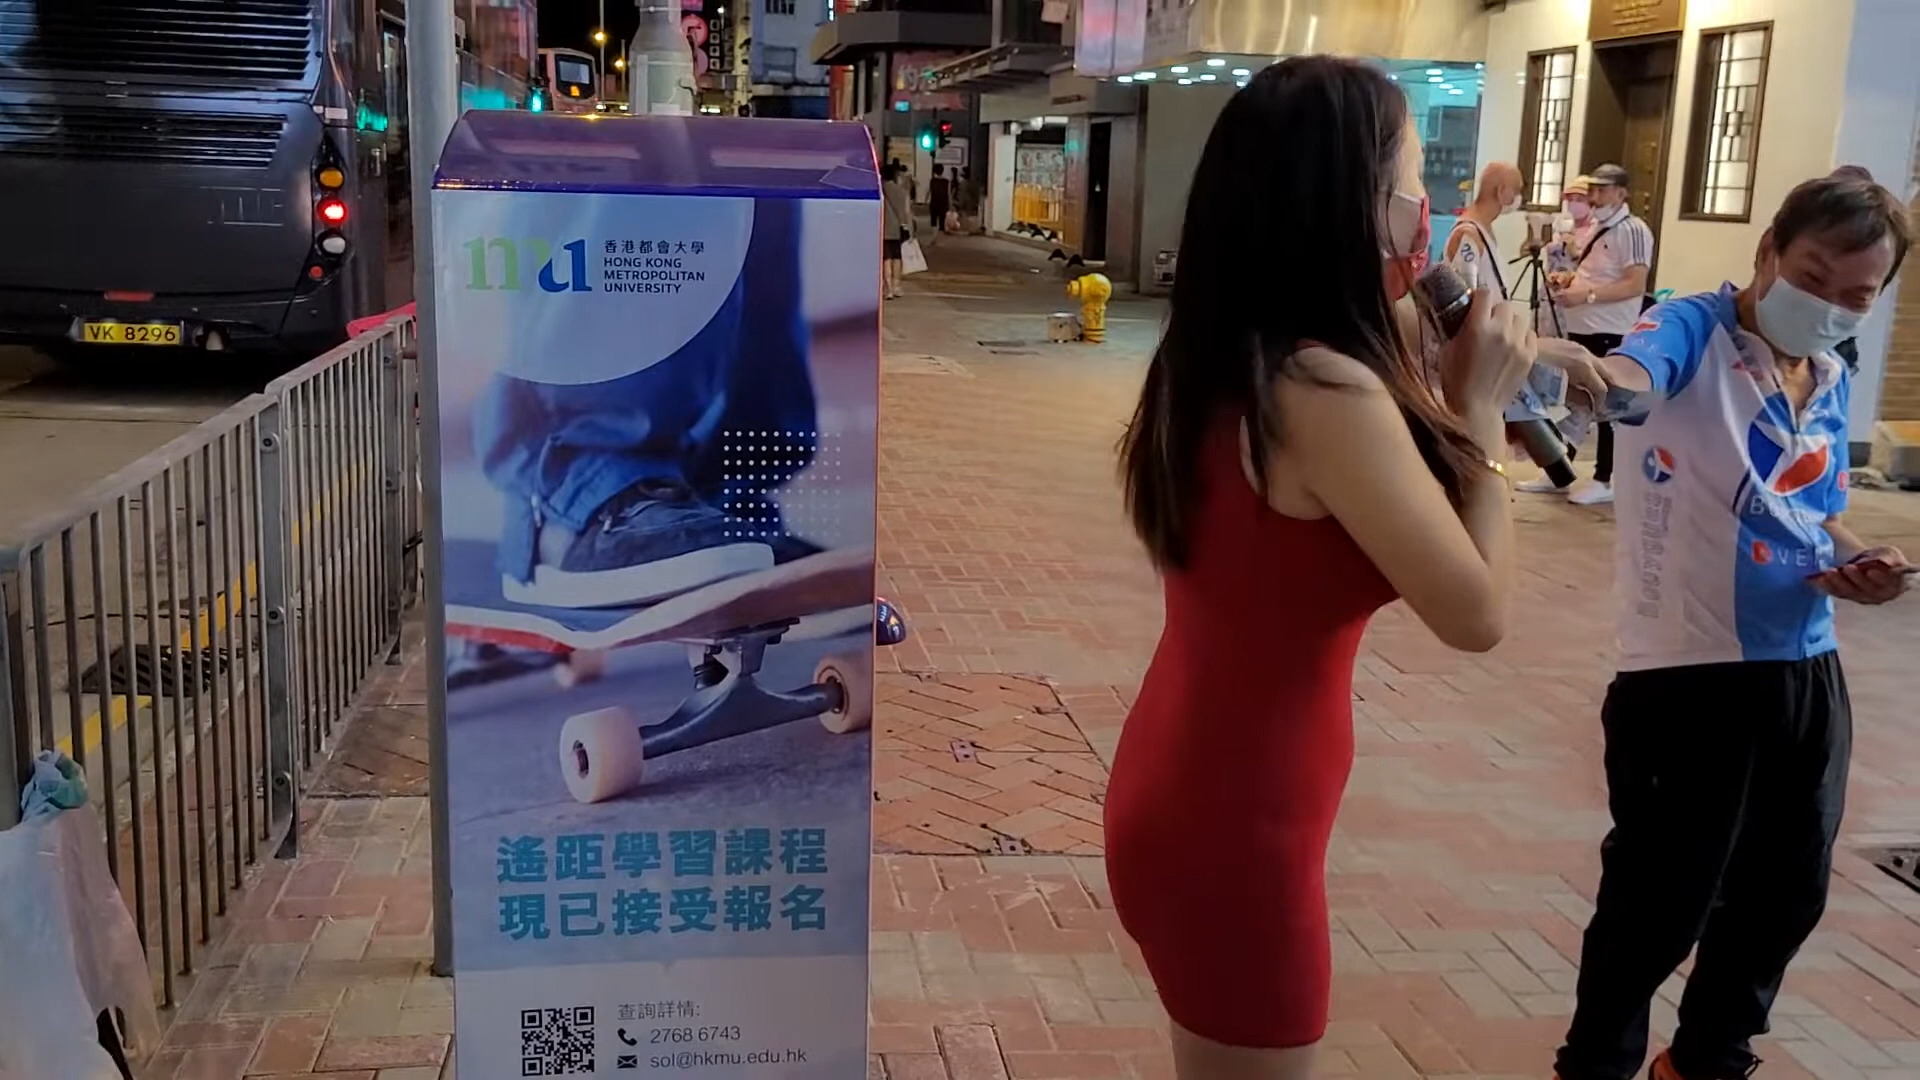 VK 8296
mu
香港都會大學
HONG KONG
METROPOLITAN
UNIVERSITY
遙距學習課程
現已接受報名
查詢詳情:
2768 6743
sol@hkmu.edu.hk